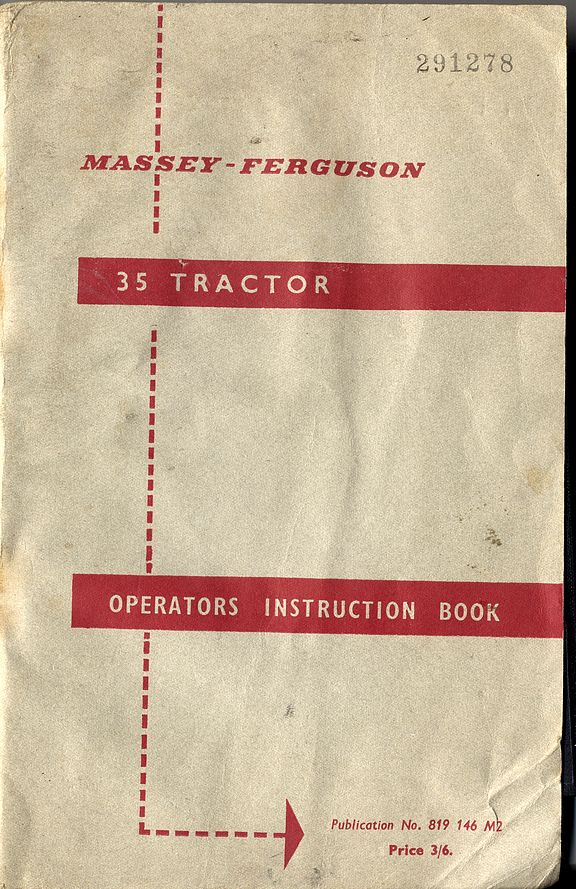 291278
MASSEY-FERGUSON
35 TRACTOR
OPERATORS INSTRUCTION BOOK
Publication No. 819 146 M2
Price 3/6.